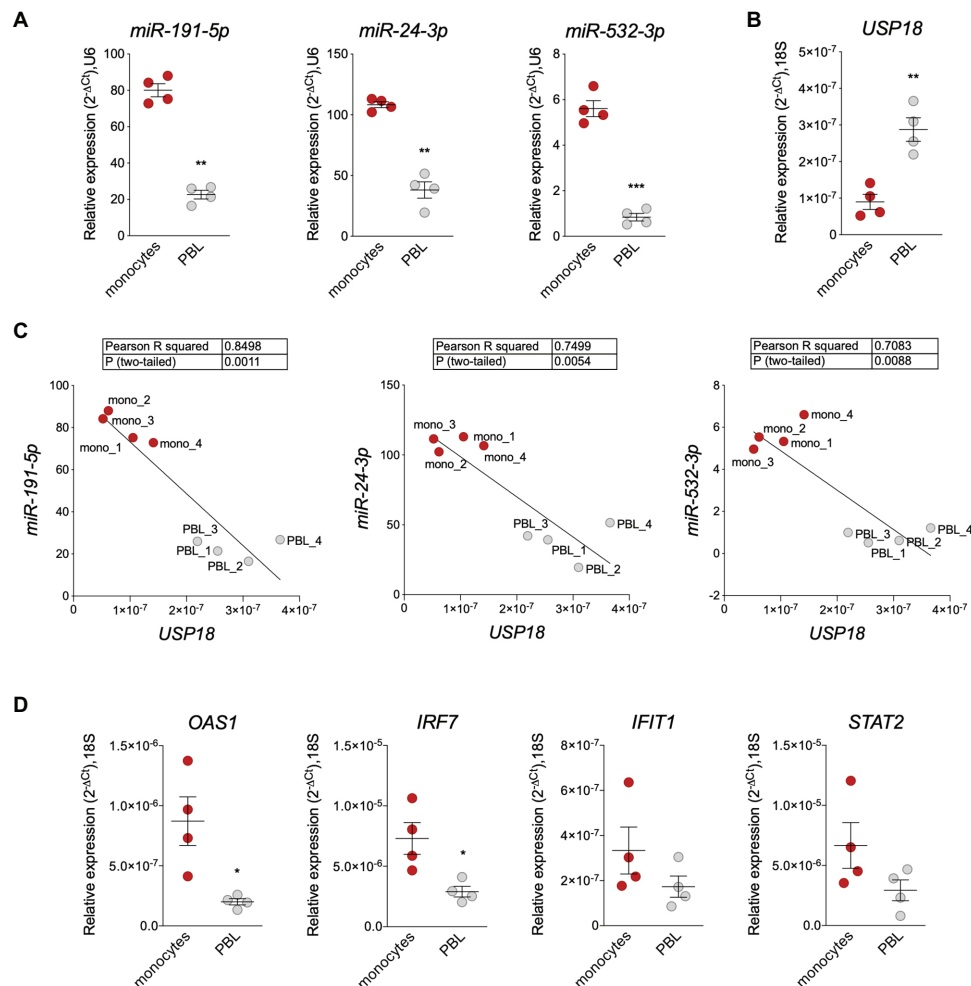 A
miR-191-5p
miR-24-3p
miR-532-3p
B
USP18
Relative expression (2-ΔCt),U6
100
80
60
40
20
0
**
monocytes
PBL
Relative expression (2-ΔCt),U6
150
100
50
0
**
monocytes
PBL
Relative expression (2-ΔCt),U6
8
6
4
2
0
***
monocytes
PBL
Relative expression (2-ΔCt),18S
5×10-7
4×10-7
3×10-7
2×10-7
1×10-7
0
**
monocytes
PBL
C
Pearson R squared 0.8498
P (two-tailed) 0.0011
miR-191-5p
100
80
60
40
20
0
mono_2
mono_3
mono_1
mono_4
PBL_3
PBL_1
PBL_2
PBL_4
0
1×10-7
2×10-7
3×10-7
4×10-7
USP18
Pearson R squared 0.7499
P (two-tailed) 0.0054
miR-24-3p
150
100
50
0
mono_3
mono_1
mono_2
mono_4
PBL_3
PBL_4
PBL_1
PBL_2
0
1×10-7
2×10-7
3×10-7
4×10-7
USP18
Pearson R squared 0.7083
P (two-tailed) 0.0088
miR-532-3p
6
4
2
0
-2
mono_4
mono_2
mono_1
mono_3
PBL_3
PBL_4
PBL_1
PBL_2
0
1×10-7
2×10-7
3×10-7
4×10-7
USP18
D
OAS1
IRF7
IFIT1
STAT2
Relative expression (2-ΔCt),18S
1.5×10-6
1.0×10-6
5.0×10-7
0.0
*
monocytes
PBL
Relative expression (2-ΔCt),18S
1.5×10-5
1.0×10-5
5.0×10-6
0.0
*
monocytes
PBL
Relative expression (2-ΔCt),18S
8×10-7
6×10-7
4×10-7
2×10-7
0
monocytes
PBL
Relative expression (2-ΔCt),18S
1.5×10-5
1.0×10-5
5.0×10-6
0.0
monocytes
PBL